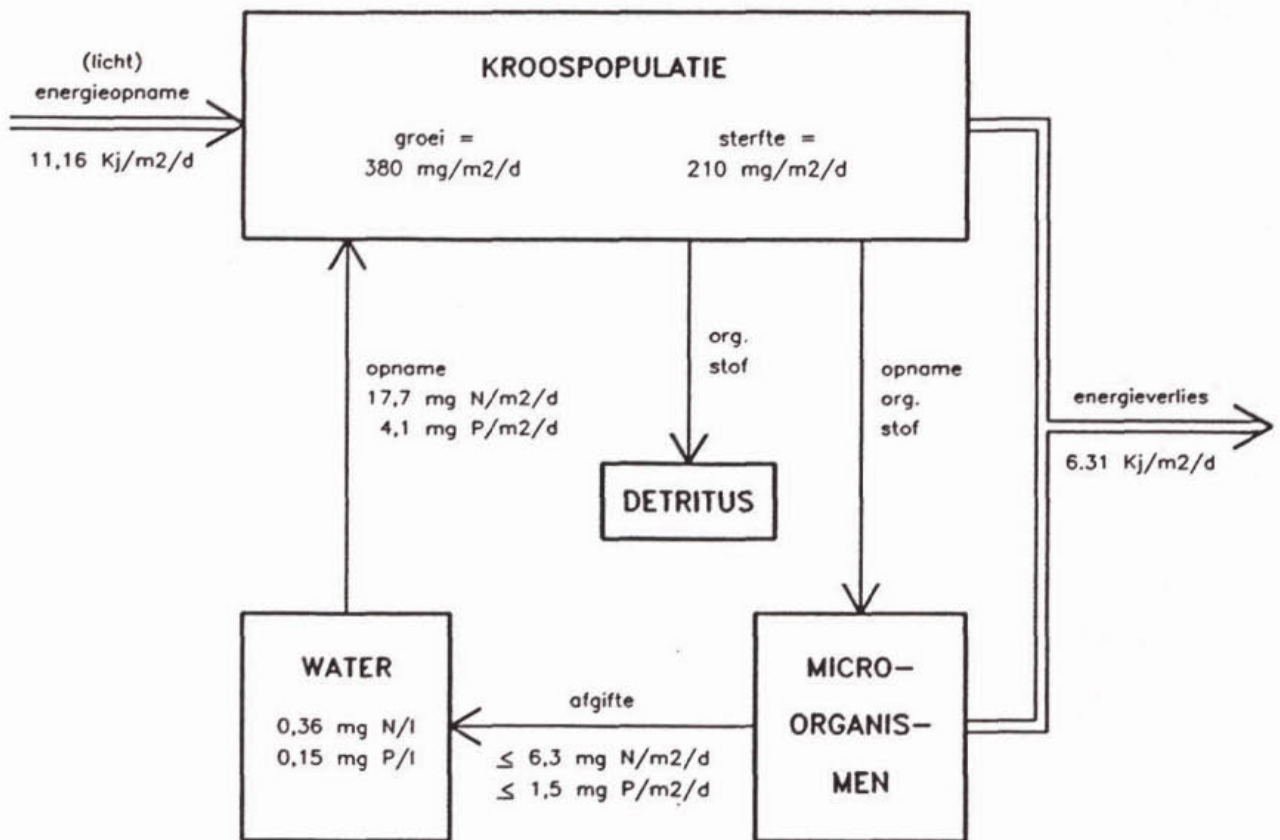 (licht)
energieopname
11,16 Kj/m2/d
KROOSPOPULATIE
groei =
380 mg/m2/d
sterfte =
210 mg/m2/d
opname
17,7 mg N/m2/d
4,1 mg P/m2/d
org.
stof
opname
org.
stof
energieverlies
6.31 Kj/m2/d
DETRITUS
WATER
0,36 mg N/l
0,15 mg P/l
afgifte
≤ 6,3 mg N/m2/d
≤ 1,5 mg P/m2/d
MICRO-
ORGANIS-
MEN